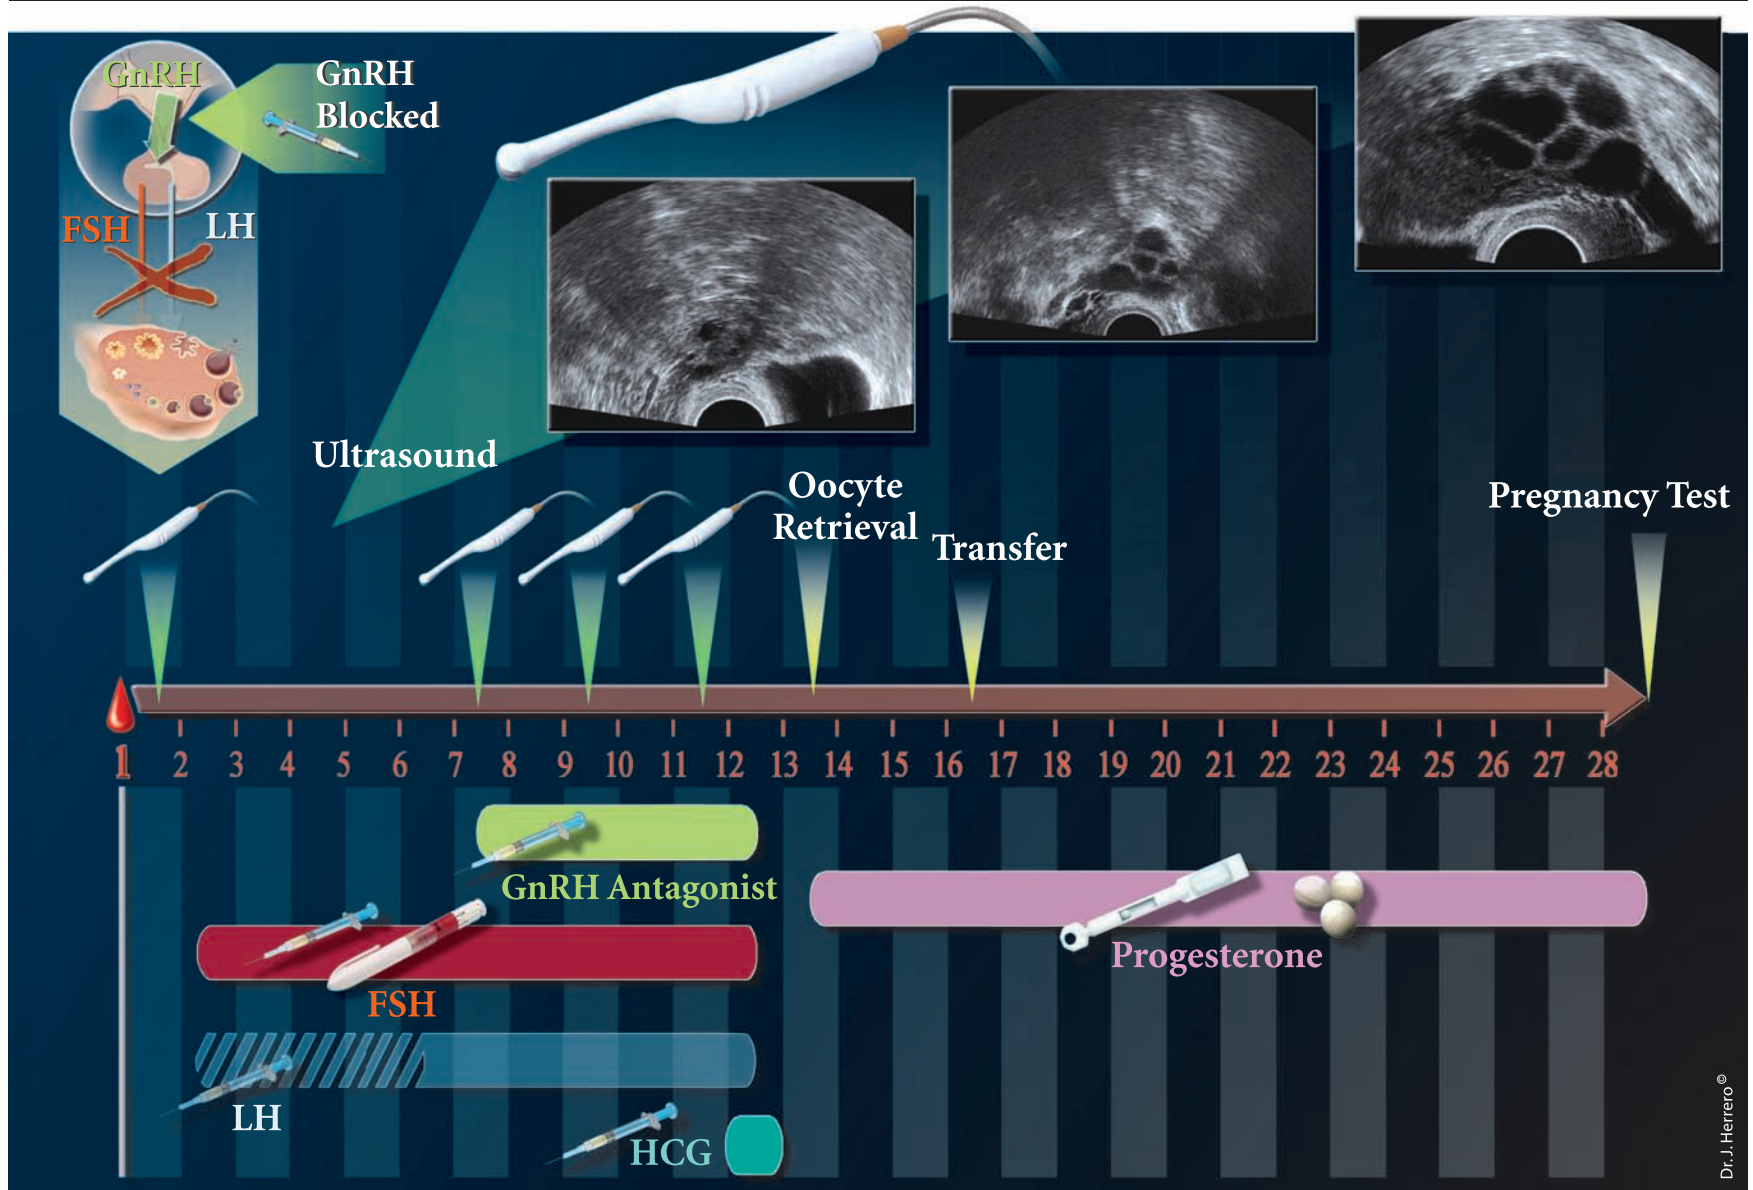 GnRH
GnRH
Blocked
FSH
LH
Ultrasound
Oocyte
Retrieval
Transfer
Pregnancy Test
1 2 3 4 5 6 7 8 9 10 11 12 13 14 15 16 17 18 19 20 21 22 23 24 25 26 27 28
GnRH Antagonist
Progesterone
FSH
LH
HCG
Dr. J. Herrero ©